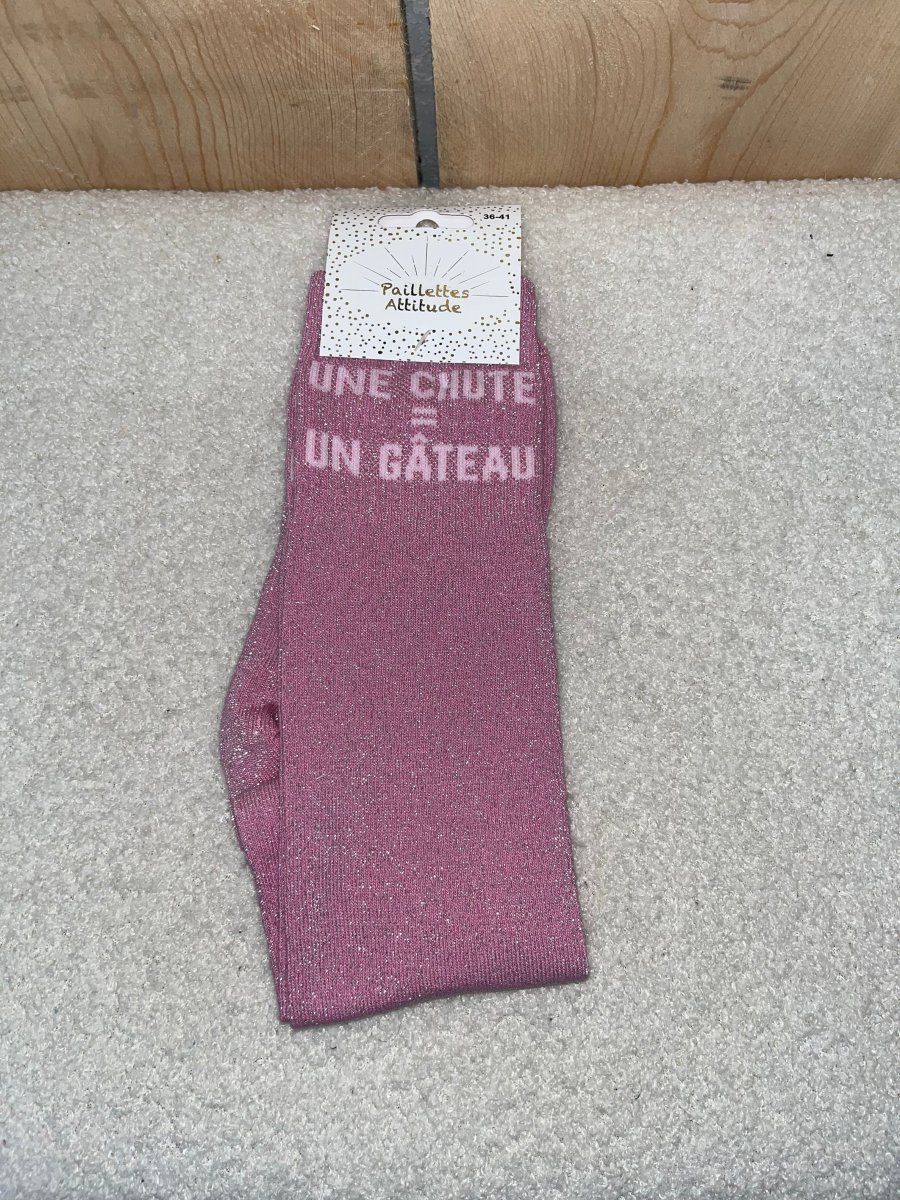 36-41
Paillettes
Attitude
UNE CHUTE
=
UN GÂTEAU